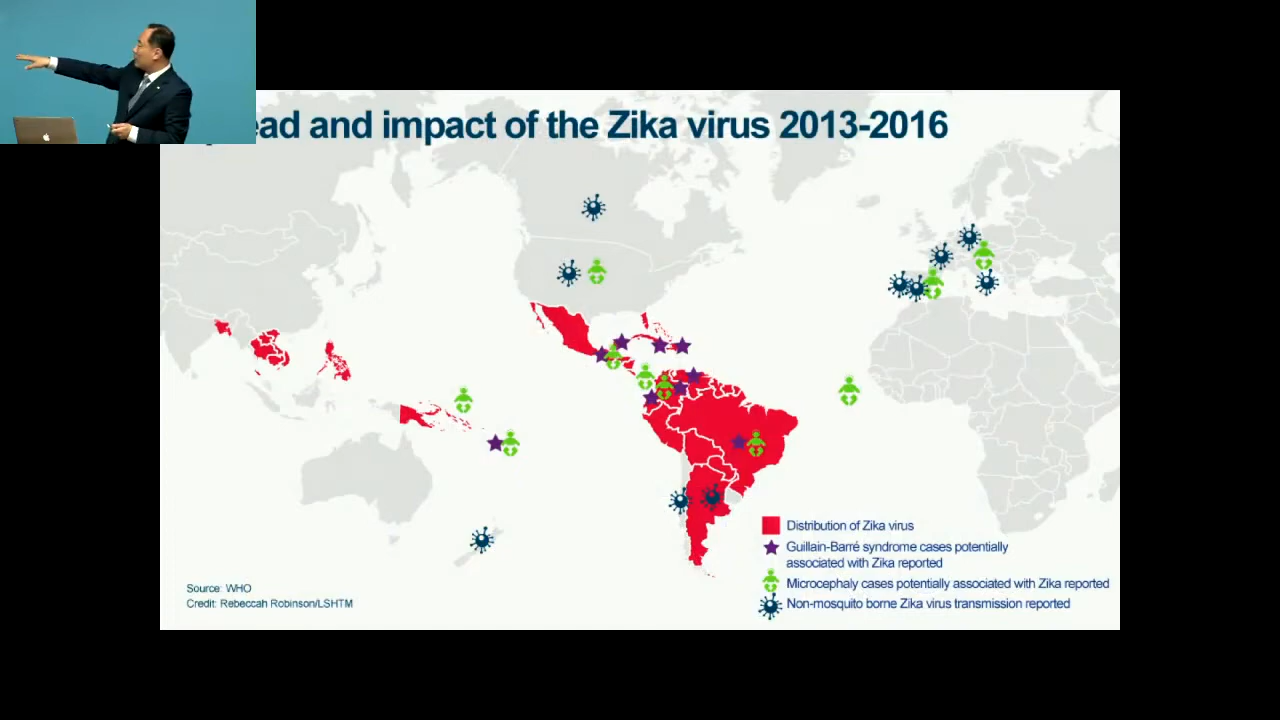 ead and impact of the Zika virus 2013-2016
Distribution of Zika virus
Guillain-Barré syndrome cases potentially
associated with Zika reported
Microcephaly cases potentially associated with Zika reported
Non-mosquito borne Zika virus transmission reported
Source: WHO
Credit: Rebeccah Robinson/LSHTM